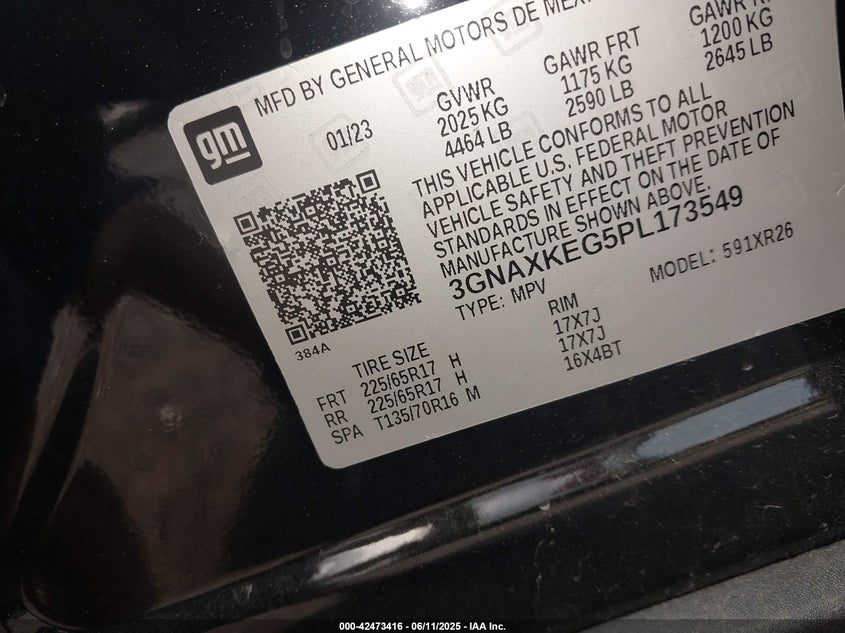 MFD BY GENERAL MOTORS DE
gm
01/23
GVWR
2025 KG
4464 LB
GAWR FRT
1175 KG
2590 LB
GAWR
1200 KG
2645 LB
THIS VEHICLE CONFORMS TO ALL
APPLICABLE U.S. FEDERAL MOTOR
VEHICLE SAFETY AND THEFT PREVENTION
STANDARDS IN EFFECT ON THE DATE OF
MANUFACTURE SHOWN ABOVE.
3GNAXKEG5PL173549
TYPE: MPV
MODEL: 591XR26
384A
TIRE SIZE RIM
FRT 225/65R17 H 17X7J
RR 225/65R17 H 17X7J
SPA T135/70R16 M 16X4BT
000-42473416 - 06/11/2025 - IAA Inc.